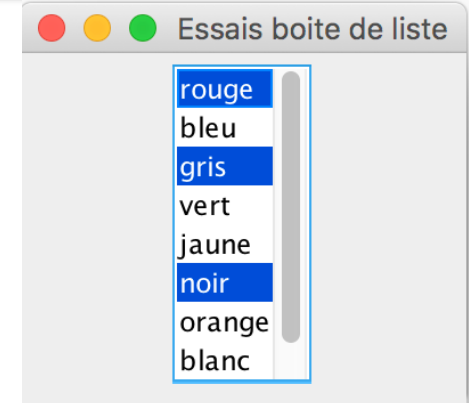 Essais boite de liste
rouge
bleu
gris
vert
jaune
noir
orange
blanc